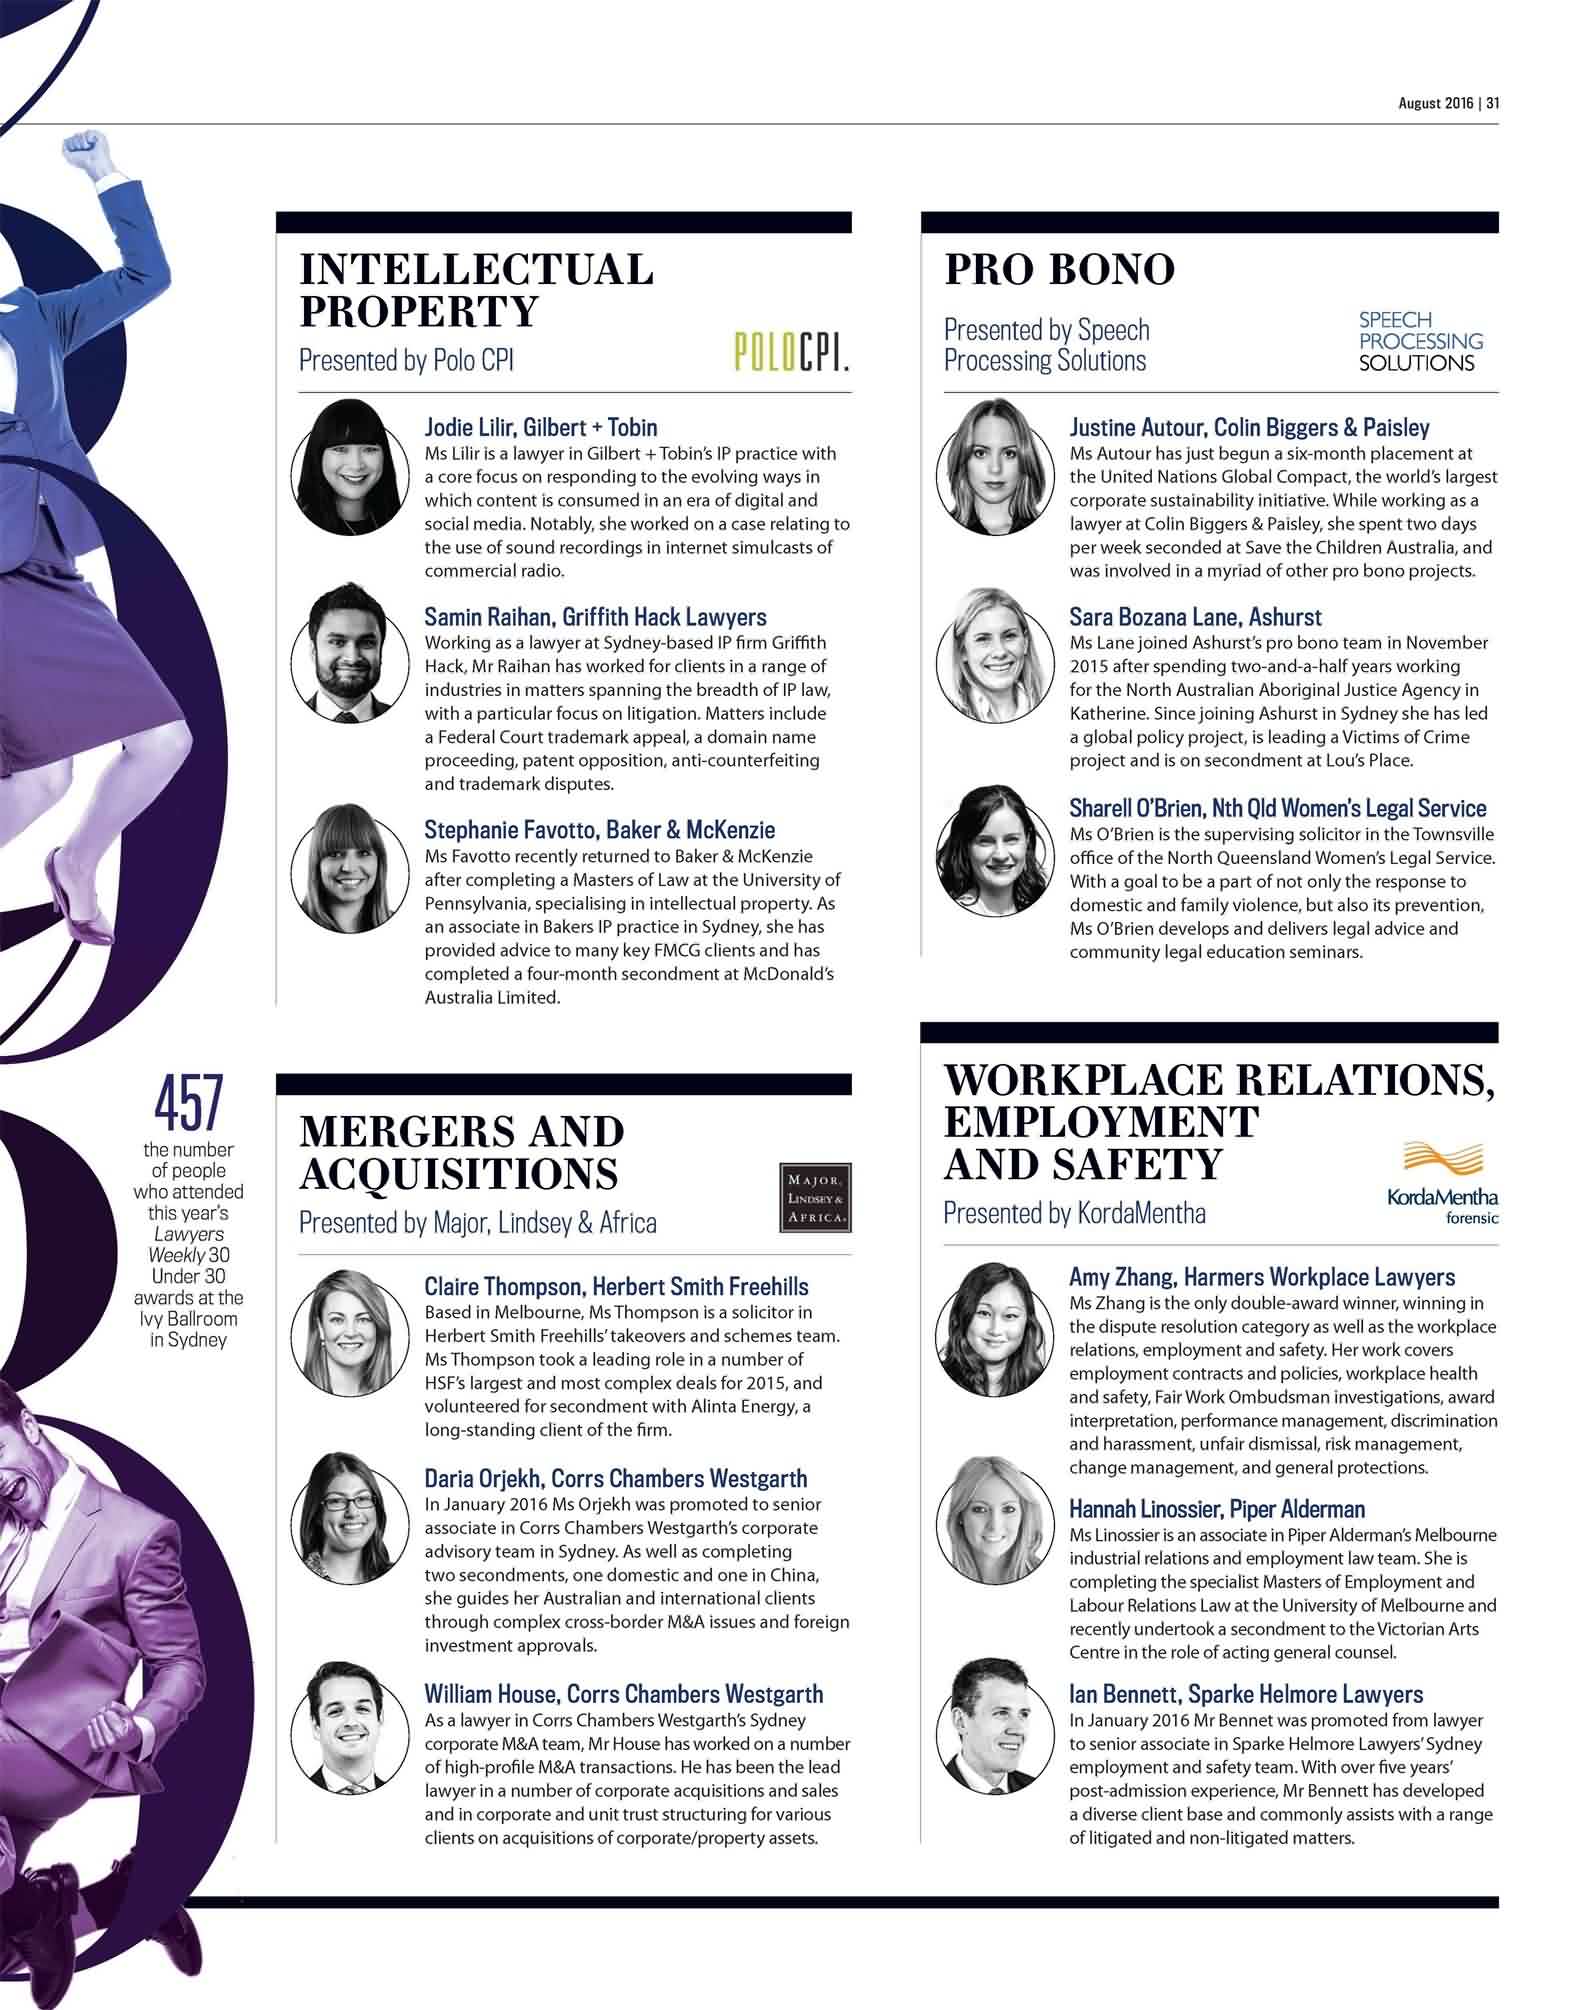 August 2016 | 31
INTELLECTUAL
PROPERTY
Presented by Polo CPI
POLOCPI.
Jodie Lilir, Gilbert + Tobin
Ms Lilir is a lawyer in Gilbert + Tobin's IP practice with
a core focus on responding to the evolving ways in
which content is consumed in an era of digital and
social media. Notably, she worked on a case relating to
the use of sound recordings in internet simulcasts of
commercial radio.
Samin Raihan, Griffith Hack Lawyers
Working as a lawyer at Sydney-based IP firm Griffith
Hack, Mr Raihan has worked for clients in a range of
industries in matters spanning the breadth of IP law,
with a particular focus on litigation. Matters include
a Federal Court trademark appeal, a domain name
proceeding, patent opposition, anti-counterfeiting
and trademark disputes.
Stephanie Favotto, Baker & McKenzie
Ms Favotto recently returned to Baker & McKenzie
after completing a Masters of Law at the University of
Pennsylvania, specialising in intellectual property. As
an associate in Bakers IP practice in Sydney, she has
provided advice to many key FMCG clients and has
completed a four-month secondment at McDonald's
Australia Limited.
457
the number
of people
who attended
this year's
Lawyers
Weekly 30
Under 30
awards at the
Ivy Ballroom
in Sydney
MERGERS AND
ACQUISITIONS
Presented by Major, Lindsey & Africa
MAJOR,
LINDSEY &
AFRICA®
Claire Thompson, Herbert Smith Freehills
Based in Melbourne, Ms Thompson is a solicitor in
Herbert Smith Freehills' takeovers and schemes team.
Ms Thompson took a leading role in a number of
HSF's largest and most complex deals for 2015, and
volunteered for secondment with Alinta Energy, a
long-standing client of the firm.
Daria Orjekh, Corrs Chambers Westgarth
In January 2016 Ms Orjekh was promoted to senior
associate in Corrs Chambers Westgarth's corporate
advisory team in Sydney. As well as completing
two secondments, one domestic and one in China,
she guides her Australian and international clients
through complex cross-border M&A issues and foreign
investment approvals.
William House, Corrs Chambers Westgarth
As a lawyer in Corrs Chambers Westgarth's Sydney
corporate M&A team, Mr House has worked on a number
of high-profile M&A transactions. He has been the lead
lawyer in a number of corporate acquisitions and sales
and in corporate and unit trust structuring for various
clients on acquisitions of corporate/property assets.
PRO BONO
Presented by Speech
Processing Solutions
SPEECH
PROCESSING
SOLUTIONS
Justine Autour, Colin Biggers & Paisley
Ms Autour has just begun a six-month placement at
the United Nations Global Compact, the world's largest
corporate sustainability initiative. While working as a
lawyer at Colin Biggers & Paisley, she spent two days
per week seconded at Save the Children Australia, and
was involved in a myriad of other pro bono projects.
Sara Bozana Lane, Ashurst
Ms Lane joined Ashurst's pro bono team in November
2015 after spending two-and-a-half years working
for the North Australian Aboriginal Justice Agency in
Katherine. Since joining Ashurst in Sydney she has led
a global policy project, is leading a Victims of Crime
project and is on secondment at Lou's Place.
Sharell O'Brien, Nth Qld Women's Legal Service
Ms O'Brien is the supervising solicitor in the Townsville
office of the North Queensland Women's Legal Service.
With a goal to be a part of not only the response to
domestic and family violence, but also its prevention,
Ms O'Brien develops and delivers legal advice and
community legal education seminars.
WORKPLACE RELATIONS,
EMPLOYMENT
AND SAFETY
Presented by KordaMentha
KordaMentha
forensic
Amy Zhang, Harmers Workplace Lawyers
Ms Zhang is the only double-award winner, winning in
the dispute resolution category as well as the workplace
relations, employment and safety. Her work covers
employment contracts and policies, workplace health
and safety, Fair Work Ombudsman investigations, award
interpretation, performance management, discrimination
and harassment, unfair dismissal, risk management,
change management, and general protections.
Hannah Linossier, Piper Alderman
Ms Linossier is an associate in Piper Alderman's Melbourne
industrial relations and employment law team. She is
completing the specialist Masters of Employment and
Labour Relations Law at the University of Melbourne and
recently undertook a secondment to the Victorian Arts
Centre in the role of acting general counsel.
Ian Bennett, Sparke Helmore Lawyers
In January 2016 Mr Bennet was promoted from lawyer
to senior associate in Sparke Helmore Lawyers' Sydney
employment and safety team. With over five years'
post-admission experience, Mr Bennett has developed
a diverse client base and commonly assists with a range
of litigated and non-litigated matters.